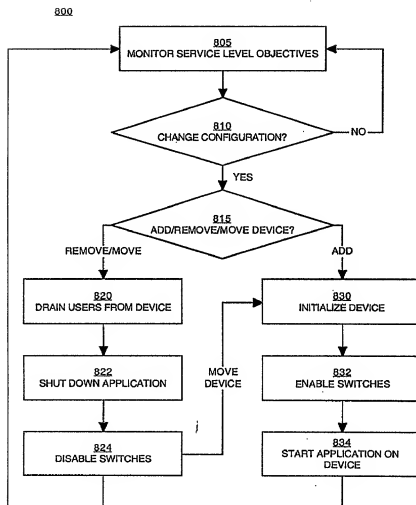 800
805
MONITOR SERVICE LEVEL OBJECTIVES
810
CHANGE CONFIGURATION?
NO
YES
815
ADD/REMOVE/MOVE DEVICE?
REMOVE/MOVE
ADD
820
DRAIN USERS FROM DEVICE
830
INITIALIZE DEVICE
822
SHUT DOWN APPLICATION
MOVE
DEVICE
832
ENABLE SWITCHES
824
DISABLE SWITCHES
834
START APPLICATION ON
DEVICE